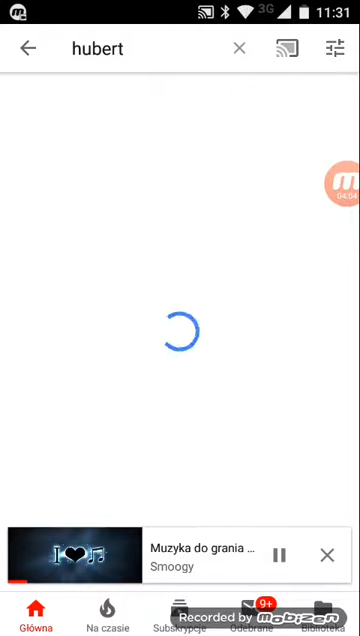 3G 11:31
hubert
04:04
I ❤ 🎵
Muzyka do grania ...
Smoogy
9+
Główna
Na czasie
Subskrypcje
Odebrane
Biblioteka
Recorded by mobizen